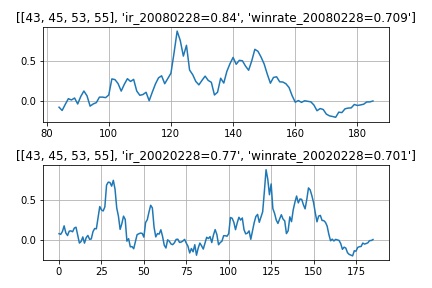 [[43, 45, 53, 55], 'ir_20080228=0.84', 'winrate_20080228=0.709']
0.5
0.0
80 100 120 140 160 180
[[43, 45, 53, 55], 'ir_20020228=0.77', 'winrate_20020228=0.701']
0.5
0.0
0 25 50 75 100 125 150 175